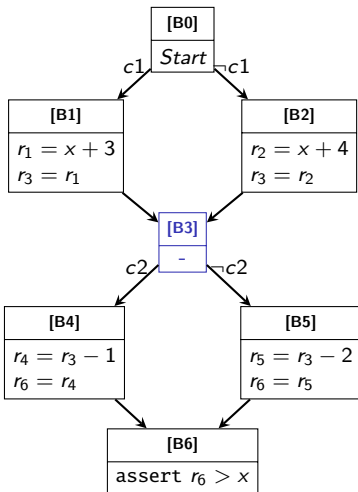 [B0]
Start
c1 ¬c1
[B1] [B2]
r₁ = x + 3 r₂ = x + 4
r₃ = r₁ r₃ = r₂
[B3]
-
c2 ¬c2
[B4] [B5]
r₄ = r₃ − 1 r₅ = r₃ − 2
r₆ = r₄ r₆ = r₅
[B6]
assert r₆ > x